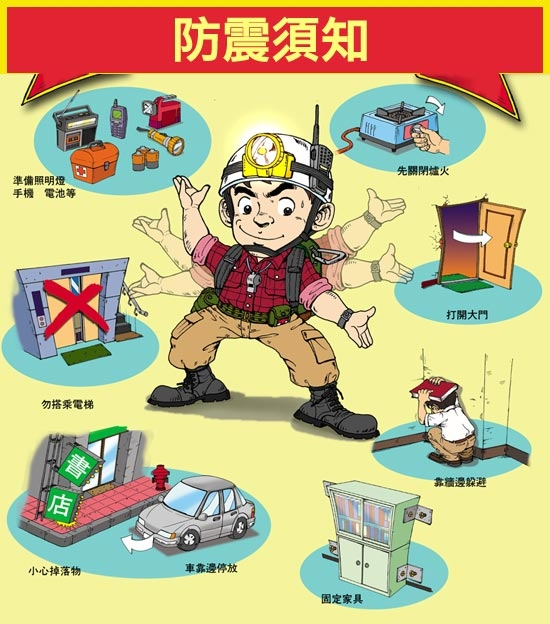 防震須知
準備照明燈
手機 電池等
先關閉爐火
打開大門
勿搭乘電梯
靠牆邊躲避
書店
小心掉落物
車靠邊停放
固定家具